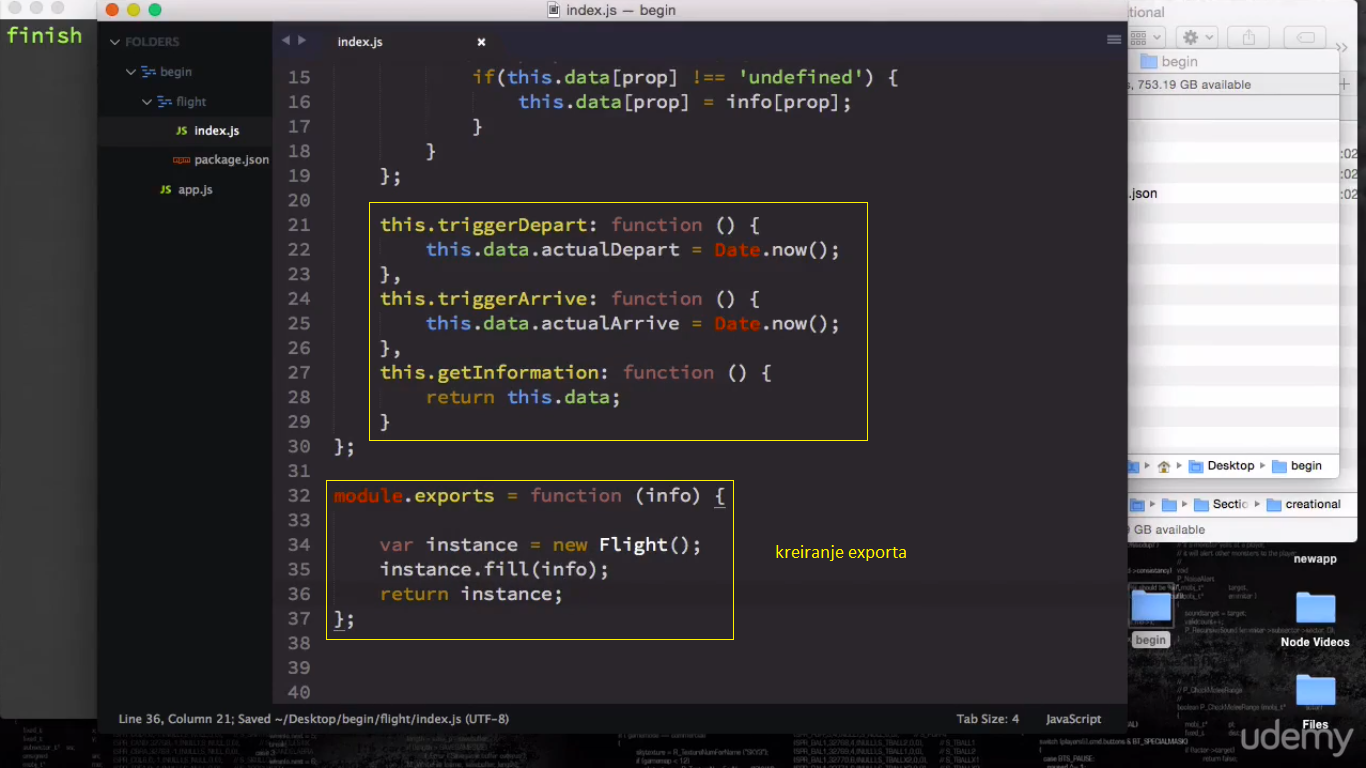 finish
index.js — begin
FOLDERS
begin
flight
JS index.js
package.json
JS app.js
index.js
15 if(this.data[prop] !== 'undefined') {
16 this.data[prop] = info[prop];
17 }
18 }
19 };
20
21 this.triggerDepart: function () {
22 this.data.actualDepart = Date.now();
23 },
24 this.triggerArrive: function () {
25 this.data.actualArrive = Date.now();
26 },
27 this.getInformation: function () {
28 return this.data;
29 }
30 };
31
32 module.exports = function (info) {
33
34 var instance = new Flight();
35 instance.fill(info);
36 return instance;
37 };
38
39
40
kreiranje exporta
Line 36, Column 21; Saved ~/Desktop/begin/flight/index.js (UTF-8)
Tab Size: 4
JavaScript
begin
753.19 GB available
:02
:02
:02
.json
Desktop
begin
Sectio
creational
GB available
newapp
begin
Node Videos
Files
udemy